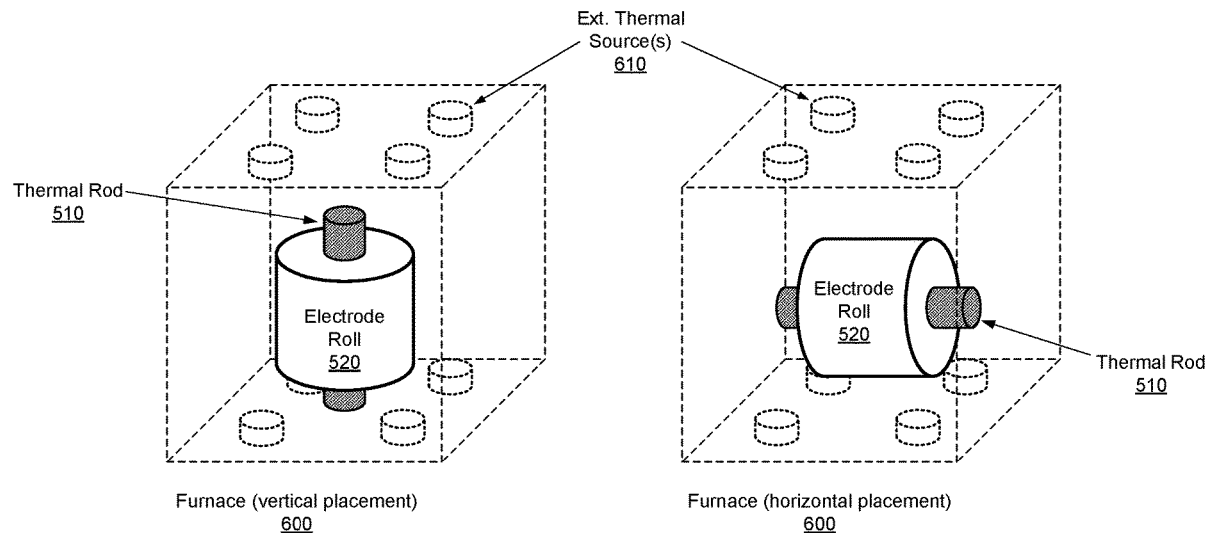 Ext. Thermal
Source(s)
610
Thermal Rod
510
Electrode
Roll
520
Electrode
Roll
520
Thermal Rod
510
Furnace (vertical placement)
600
Furnace (horizontal placement)
600